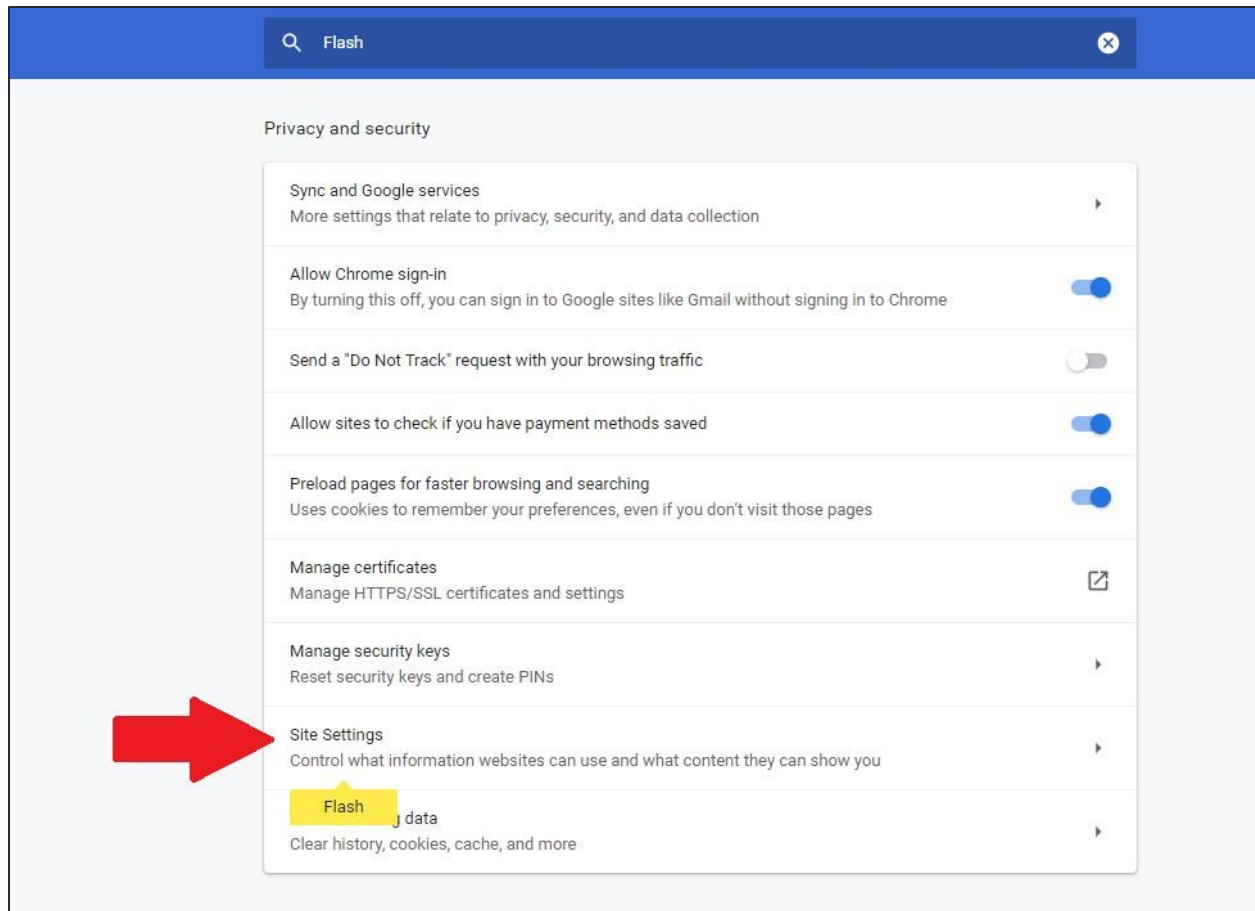 Flash
Privacy and security
Sync and Google services
More settings that relate to privacy, security, and data collection
Allow Chrome sign-in
By turning this off, you can sign in to Google sites like Gmail without signing in to Chrome
Send a "Do Not Track" request with your browsing traffic
Allow sites to check if you have payment methods saved
Preload pages for faster browsing and searching
Uses cookies to remember your preferences, even if you don’t visit those pages
Manage certificates
Manage HTTPS/SSL certificates and settings
Manage security keys
Reset security keys and create PINs
Site Settings
Control what information websites can use and what content they can show you
Flash
data
Clear history, cookies, cache, and more